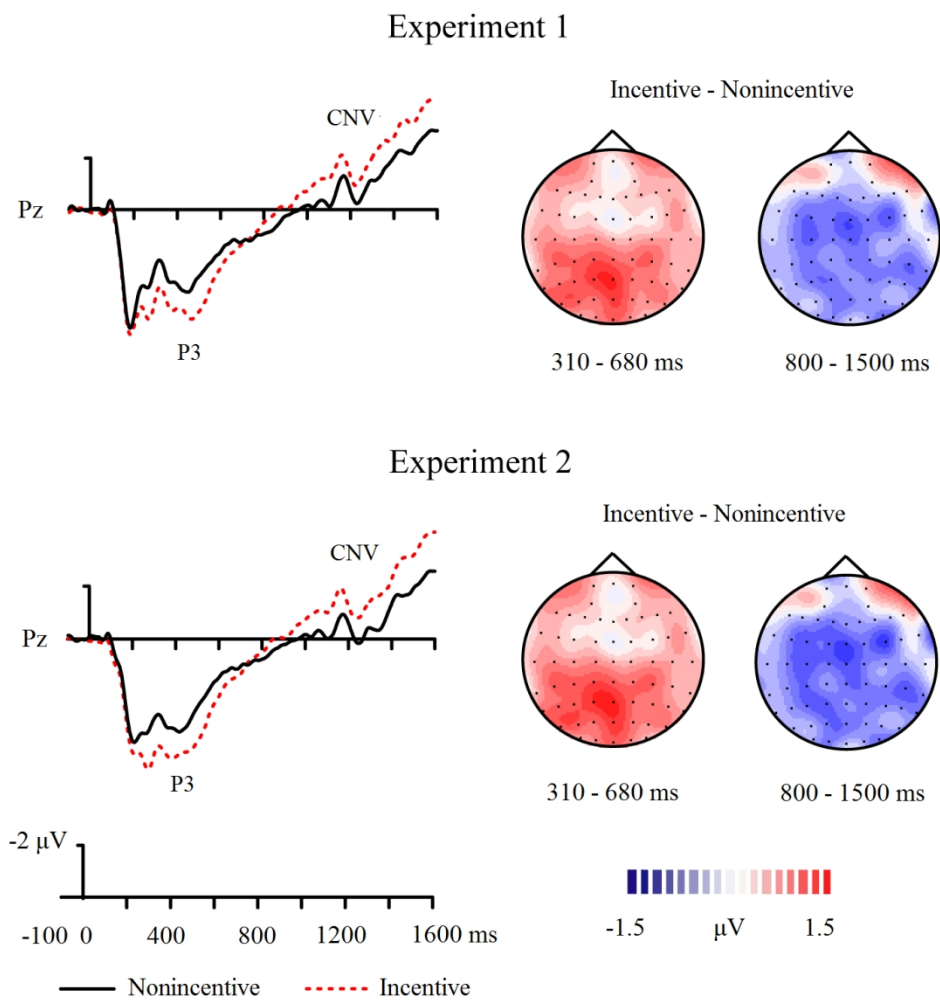 Experiment 1
Incentive - Nonincentive
CNV
Pz
P3
310 - 680 ms
800 - 1500 ms
Experiment 2
Incentive - Nonincentive
CNV
Pz
P3
310 - 680 ms
800 - 1500 ms
-2 μV
-100 0 400 800 1200 1600 ms
-1.5 μV 1.5
Nonincentive Incentive